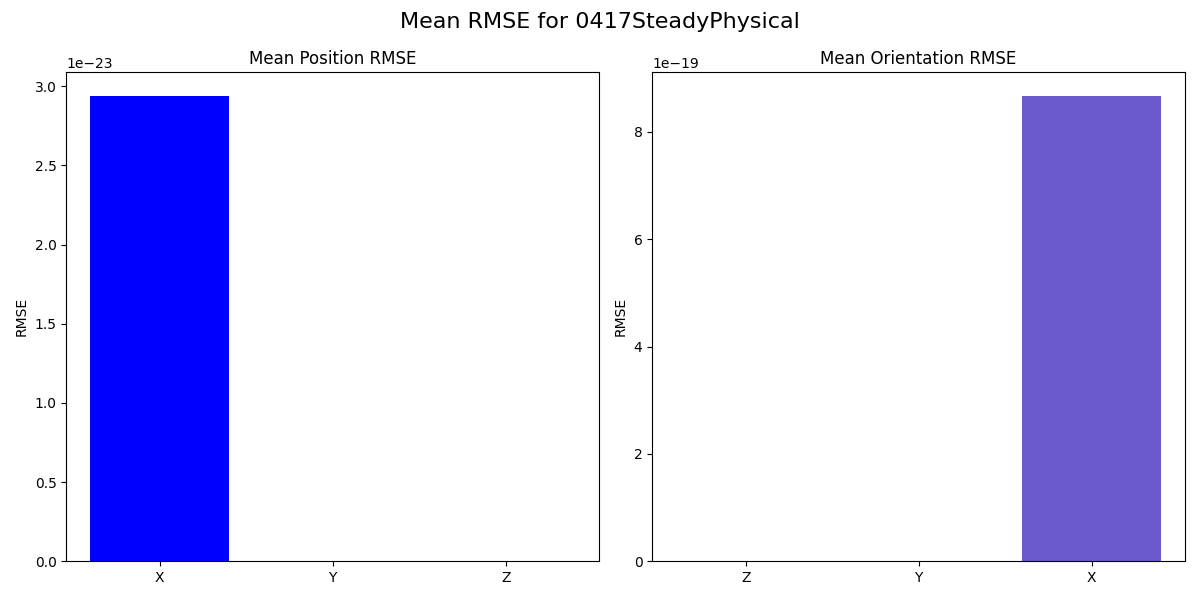 Mean RMSE for 0417SteadyPhysical
Mean Position RMSE
1e−23
3.0
2.5
2.0
1.5
1.0
0.5
0.0
RMSE
X Y Z
Mean Orientation RMSE
1e−19
8
6
4
2
0
RMSE
Z Y X